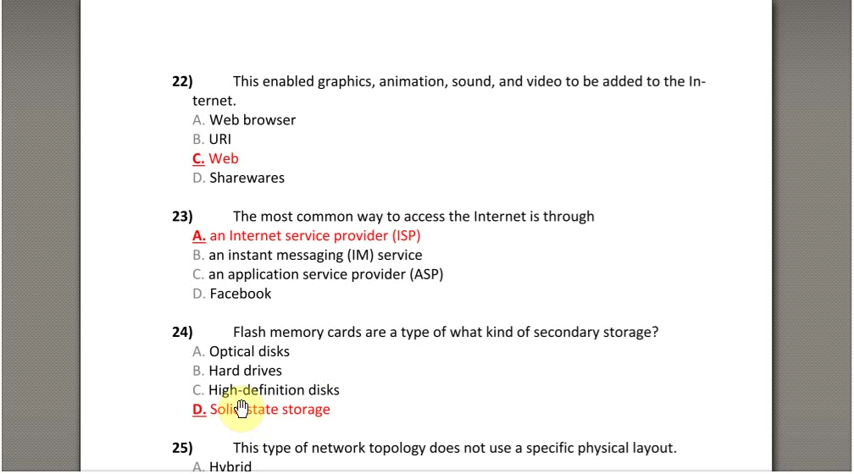 22) This enabled graphics, animation, sound, and video to be added to the In-
ternet.
A. Web browser
B. URI
C. Web
D. Sharewares
23) The most common way to access the Internet is through
A. an Internet service provider (ISP)
B. an instant messaging (IM) service
C. an application service provider (ASP)
D. Facebook
24) Flash memory cards are a type of what kind of secondary storage?
A. Optical disks
B. Hard drives
C. High-definition disks
D. Solid state storage
25) This type of network topology does not use a specific physical layout.
A. Hybrid